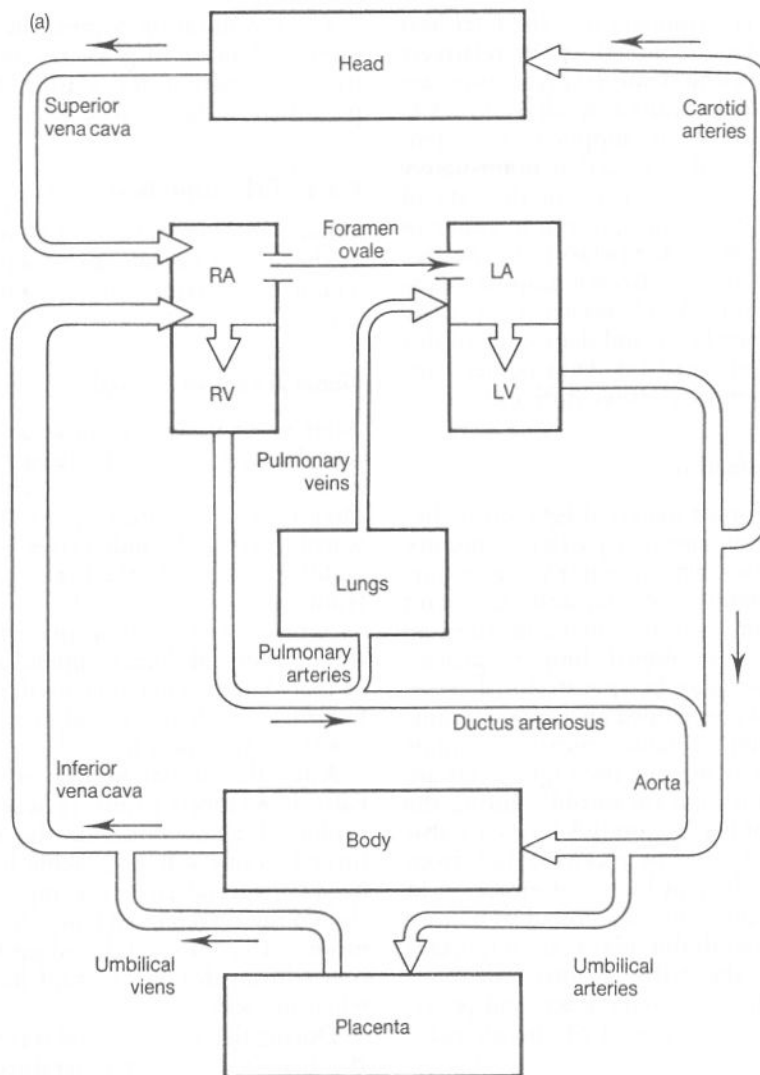 (a)
Head
Superior
vena cava
Carotid
arteries
Foramen
ovale
RA
LA
RV
LV
Pulmonary
veins
Lungs
Pulmonary
arteries
Ductus arteriosus
Inferior
vena cava
Aorta
Body
Umbilical
viens
Umbilical
arteries
Placenta